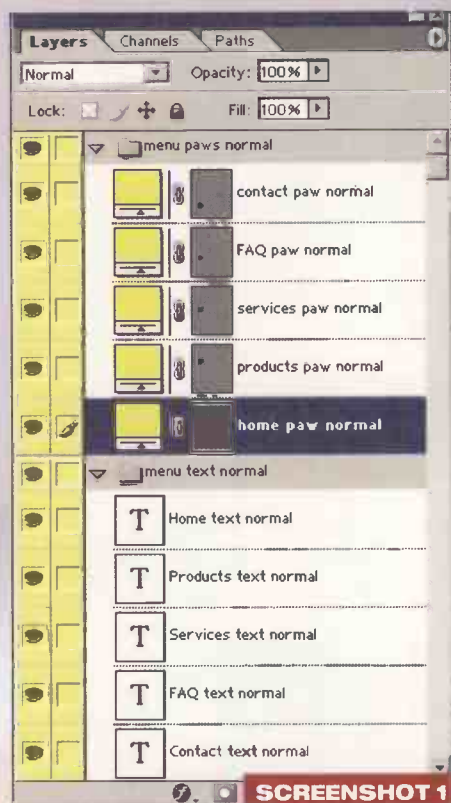 Layers Channels Paths
Normal Opacity: 100%
Lock: Fill: 100%
menu paws normal
contact paw normal
FAQ paw normal
services paw normal
products paw normal
home paw normal
menu text normal
T Home text normal
T Products text normal
T Services text normal
T FAQ text normal
T Contact text normal
SCREENSHOT 1